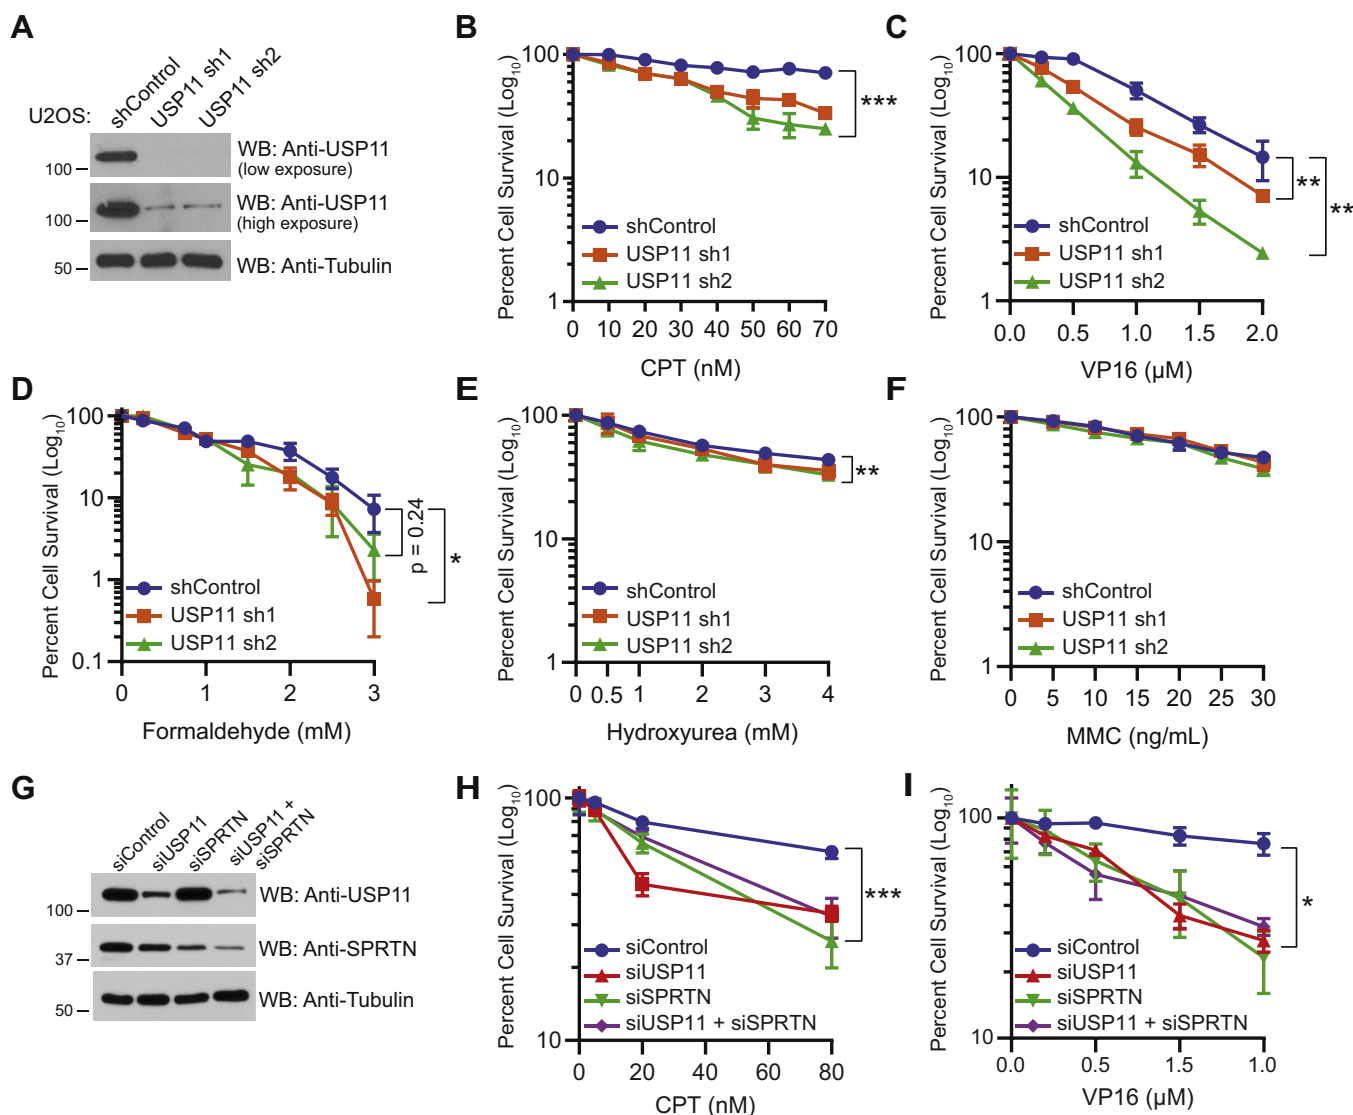 A
U2OS:
shControl
USP11 sh1
USP11 sh2
WB: Anti-USP11
(low exposure)
100
WB: Anti-USP11
(high exposure)
100
WB: Anti-Tubulin
50
B
Percent Cell Survival (Log10)
100
10
1
***
shControl
USP11 sh1
USP11 sh2
0 10 20 30 40 50 60 70
CPT (nM)
C
Percent Cell Survival (Log10)
100
10
1
**
**
shControl
USP11 sh1
USP11 sh2
0.0 0.5 1.0 1.5 2.0
VP16 (µM)
D
Percent Cell Survival (Log10)
100
10
1
0.1
p = 0.24
*
shControl
USP11 sh1
USP11 sh2
0 1 2 3
Formaldehyde (mM)
E
Percent Cell Survival (Log10)
100
10
1
**
shControl
USP11 sh1
USP11 sh2
0 0.5 1 2 3 4
Hydroxyurea (mM)
F
Percent Cell Survival (Log10)
100
10
1
shControl
USP11 sh1
USP11 sh2
0 5 10 15 20 25 30
MMC (ng/mL)
G
siControl
siUSP11
siSPRTN
siUSP11 +
siSPRTN
WB: Anti-USP11
100
WB: Anti-SPRTN
37
WB: Anti-Tubulin
50
H
Percent Cell Survival (Log10)
100
10
***
siControl
siUSP11
siSPRTN
siUSP11 + siSPRTN
0 20 40 60 80
CPT (nM)
I
Percent Cell Survival (Log10)
100
10
*
siControl
siUSP11
siSPRTN
siUSP11 + siSPRTN
0.0 0.5 1.5 1.0
VP16 (µM)